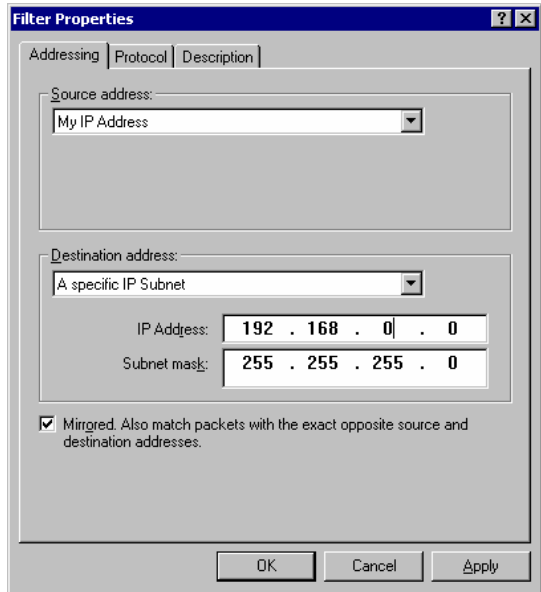 Filter Properties
Addressing Protocol Description
Source address:
My IP Address
Destination address:
A specific IP Subnet
IP Address: 192 . 168 . 0 . 0
Subnet mask: 255 . 255 . 255 . 0
Mirrored. Also match packets with the exact opposite source and
destination addresses.
OK Cancel Apply